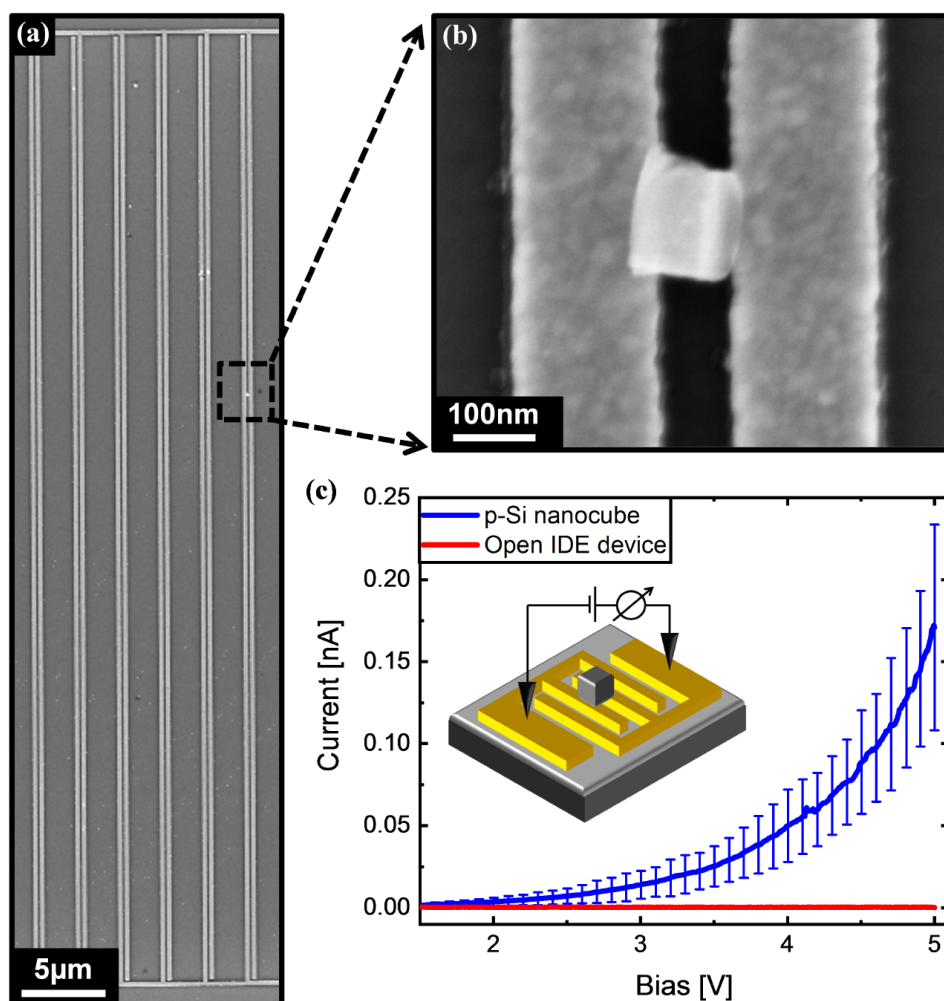 (a)
5µm
(b)
100nm
(c)
p-Si nanocube
Open IDE device
Current [nA]
0.25
0.20
0.15
0.10
0.05
0.00
2
3
4
5
Bias [V]